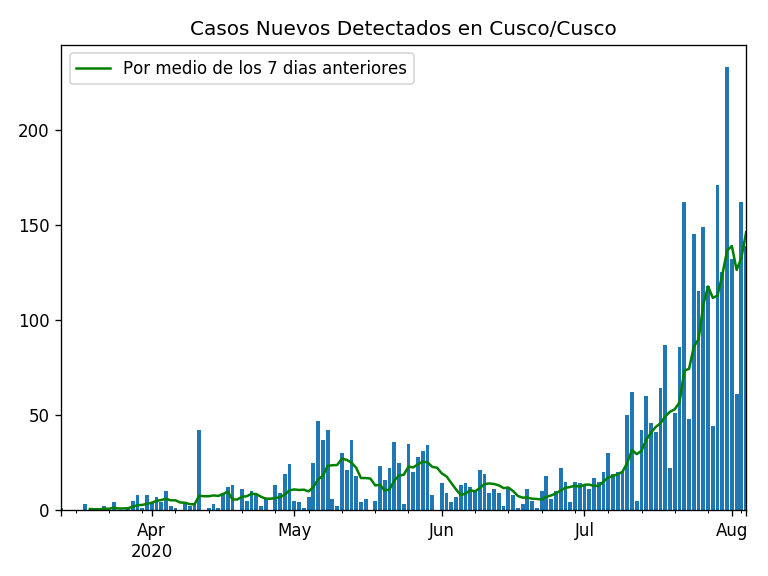 Casos Nuevos Detectados en Cusco/Cusco
Por medio de los 7 dias anteriores
200
150
100
50
0
Apr
2020
May
Jun
Jul
Aug